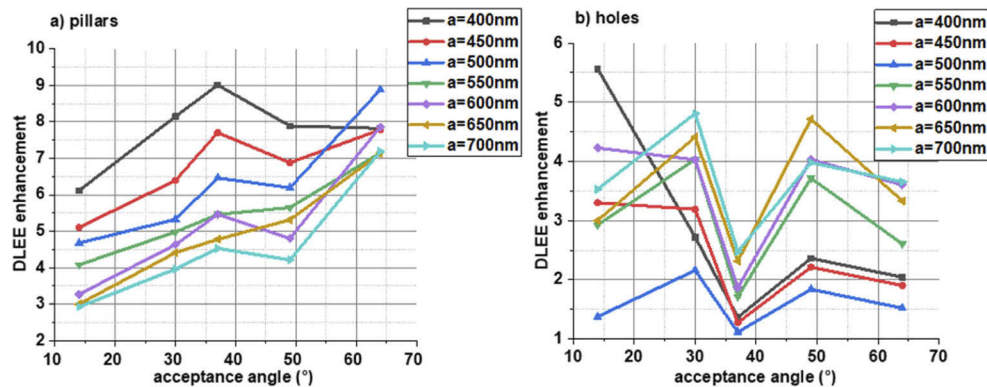 a) pillars
a=400nm
a=450nm
a=500nm
a=550nm
a=600nm
a=650nm
a=700nm
DLEE enhancement
10
9
8
7
6
5
4
3
2
10 20 30 40 50 60 70
acceptance angle (°)
b) holes
a=400nm
a=450nm
a=500nm
a=550nm
a=600nm
a=650nm
a=700nm
DLEE enhancement
6
5
4
3
2
1
10 20 30 40 50 60 70
acceptance angle (°)